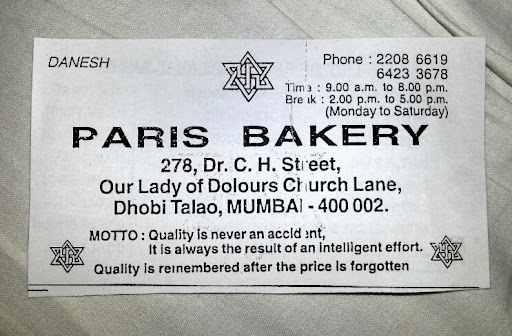 DANESH
Phone : 2208 6619
6423 3678
Time : 9.00 a.m. to 8.00 p.m.
Break : 2.00 p.m. to 5.00 p.m.
(Monday to Saturday)
PARIS BAKERY
278, Dr. C. H. Street,
Our Lady of Dolours Church Lane,
Dhobi Talao, MUMBAI - 400 002.
MOTTO : Quality is never an accident,
It is always the result of an intelligent effort.
Quality is remembered after the price is forgotten